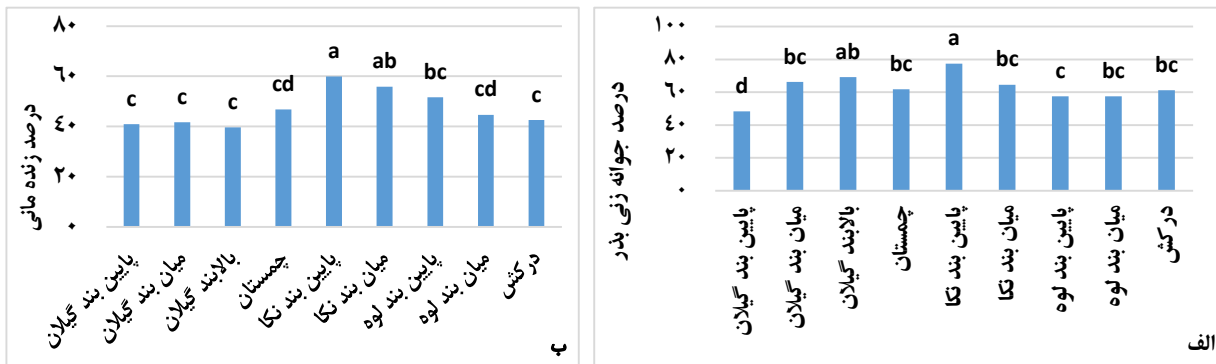 ۱۰۰
۸۰
۶۰
۴۰
۲۰
۰
درصد جوانه زنی بذر
d
bc
ab
bc
a
bc
c
bc
bc
پایین بند گیلان
میان بند گیلان
بالابند گیلان
چمستان
پایین بند نکا
میان بند نکا
پایین بند لوه
میان بند لوه
درکش
الف
۸۰
۶۰
۴۰
۲۰
۰
درصد زنده مانی
c
c
c
cd
a
ab
bc
cd
c
پایین بند گیلان
میان بند گیلان
بالابند گیلان
چمستان
پایین بند نکا
میان بند نکا
پایین بند لوه
میان بند لوه
درکش
ب